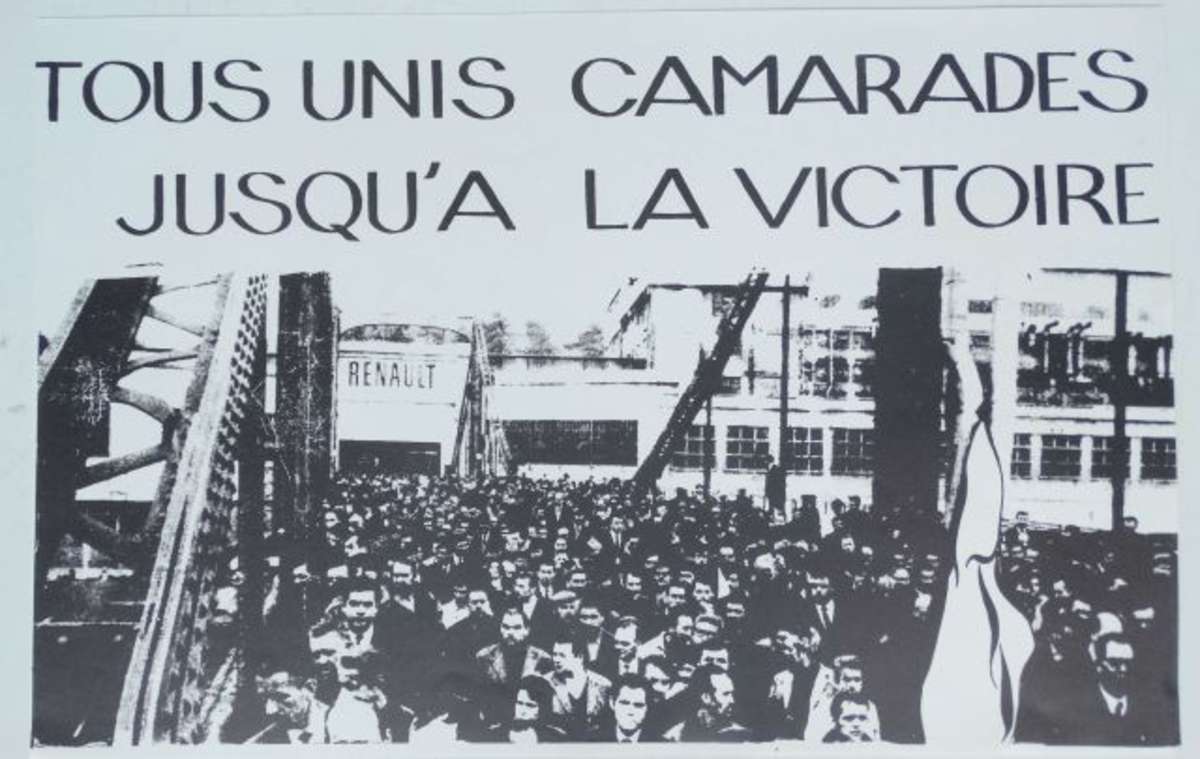 TOUS UNIS CAMARADES
JUSQU'A LA VICTOIRE
RENAULT